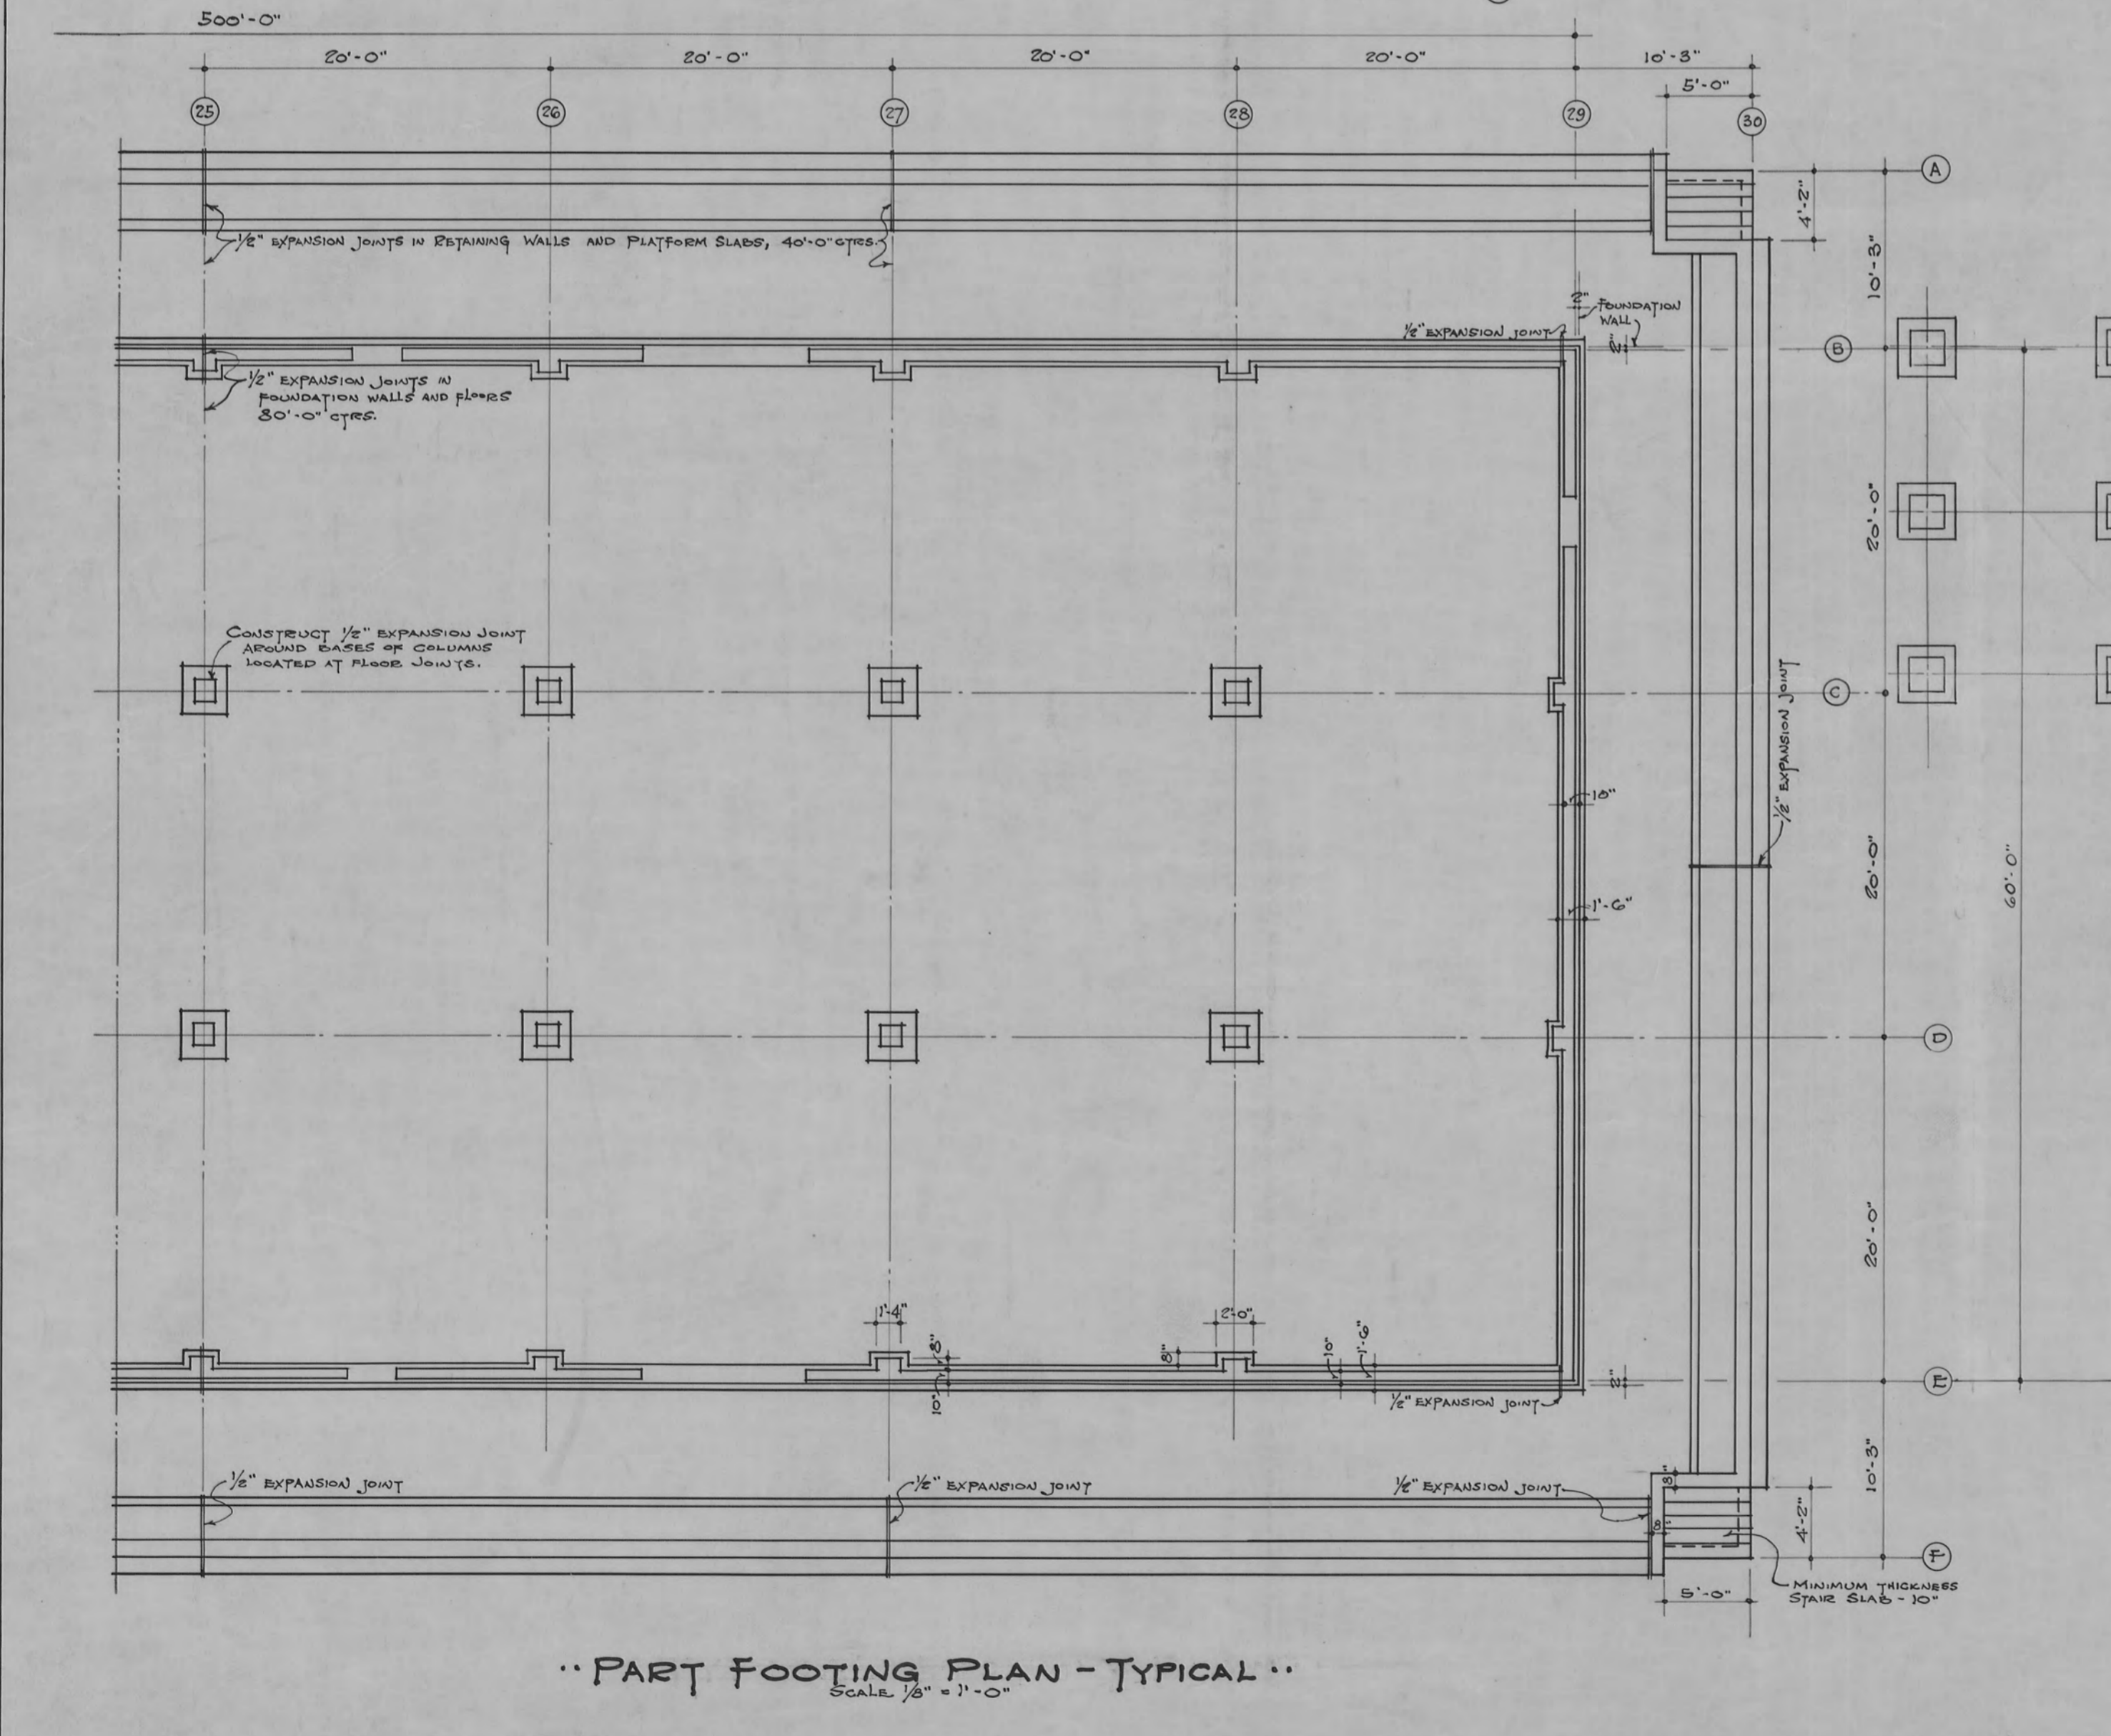 500'-0"
20'-0" 20'-0" 20'-0" 20'-0" 10'-3"
5'-0"
25 26 27 28 29 30
A
4'-2"
10'-3"
1/2" EXPANSION JOINTS IN RETAINING WALLS AND PLATFORM SLABS, 40'-0" CTRS.
2" FOUNDATION
WALL
1/2" EXPANSION JOINT
2"
B
1/2" EXPANSION JOINTS IN
FOUNDATION WALLS AND FLOORS
80'-0" CTRS.
20'-0"
CONSTRUCT 1/2" EXPANSION JOINT
AROUND BASES OF COLUMNS
LOCATED AT FLOOR JOINTS.
C
1/2" EXPANSION JOINT
10"
20'-0"
60'-0"
1'-6"
D
20'-0"
1'-4" 2'-0"
8" 8" 10" 1'-6"
10"
2"
E
1/2" EXPANSION JOINT
10'-3"
1/2" EXPANSION JOINT
1/2" EXPANSION JOINT
1/2" EXPANSION JOINT
8"
8"
4'-2"
F
5'-0"
MINIMUM THICKNESS
STAIR SLAB - 10"
"PART FOOTING PLAN - TYPICAL"
SCALE 1/8" = 1'-0"